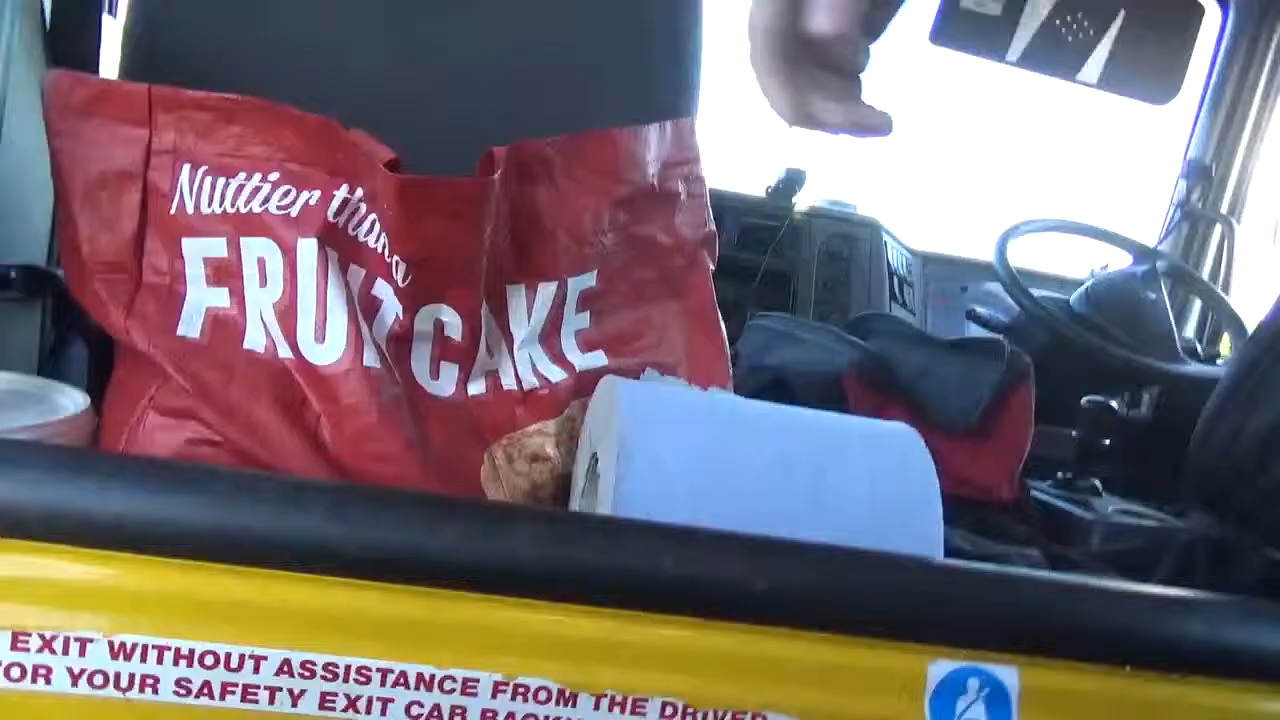 Nuttier than a
FRUITCAKE
EXIT WITHOUT ASSISTANCE FROM THE DRIVER
FOR YOUR SAFETY EXIT CAR